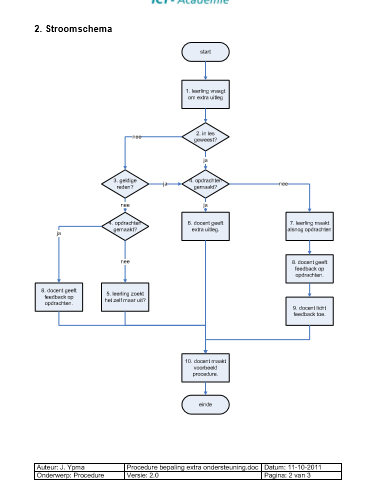 ICT- Academie
2. Stroomschema
start
1. leerling vraagt
om extra uitleg.
2. in les
geweest?
nee
ja
3. geldige
reden?
ja
4. opdrachten
gemaakt?
nee
nee
ja
4. opdrachten
gemaakt?
ja
6. docent geeft
extra uitleg.
7. leerling maakt
alsnog opdrachten
nee
8. docent geeft
feedback op
opdrachten.
8. docent geeft
feedback op
opdrachten.
5. leerling zoekt
het zelf maar uit?
9. docent licht
feedback toe.
10. docent maakt
voorbeeld
procedure.
einde
Auteur: J. Ypma Procedure bepaling extra ondersteuning.doc Datum: 11-10-2011
Onderwerp: Procedure Versie: 2.0 Pagina: 2 van 3